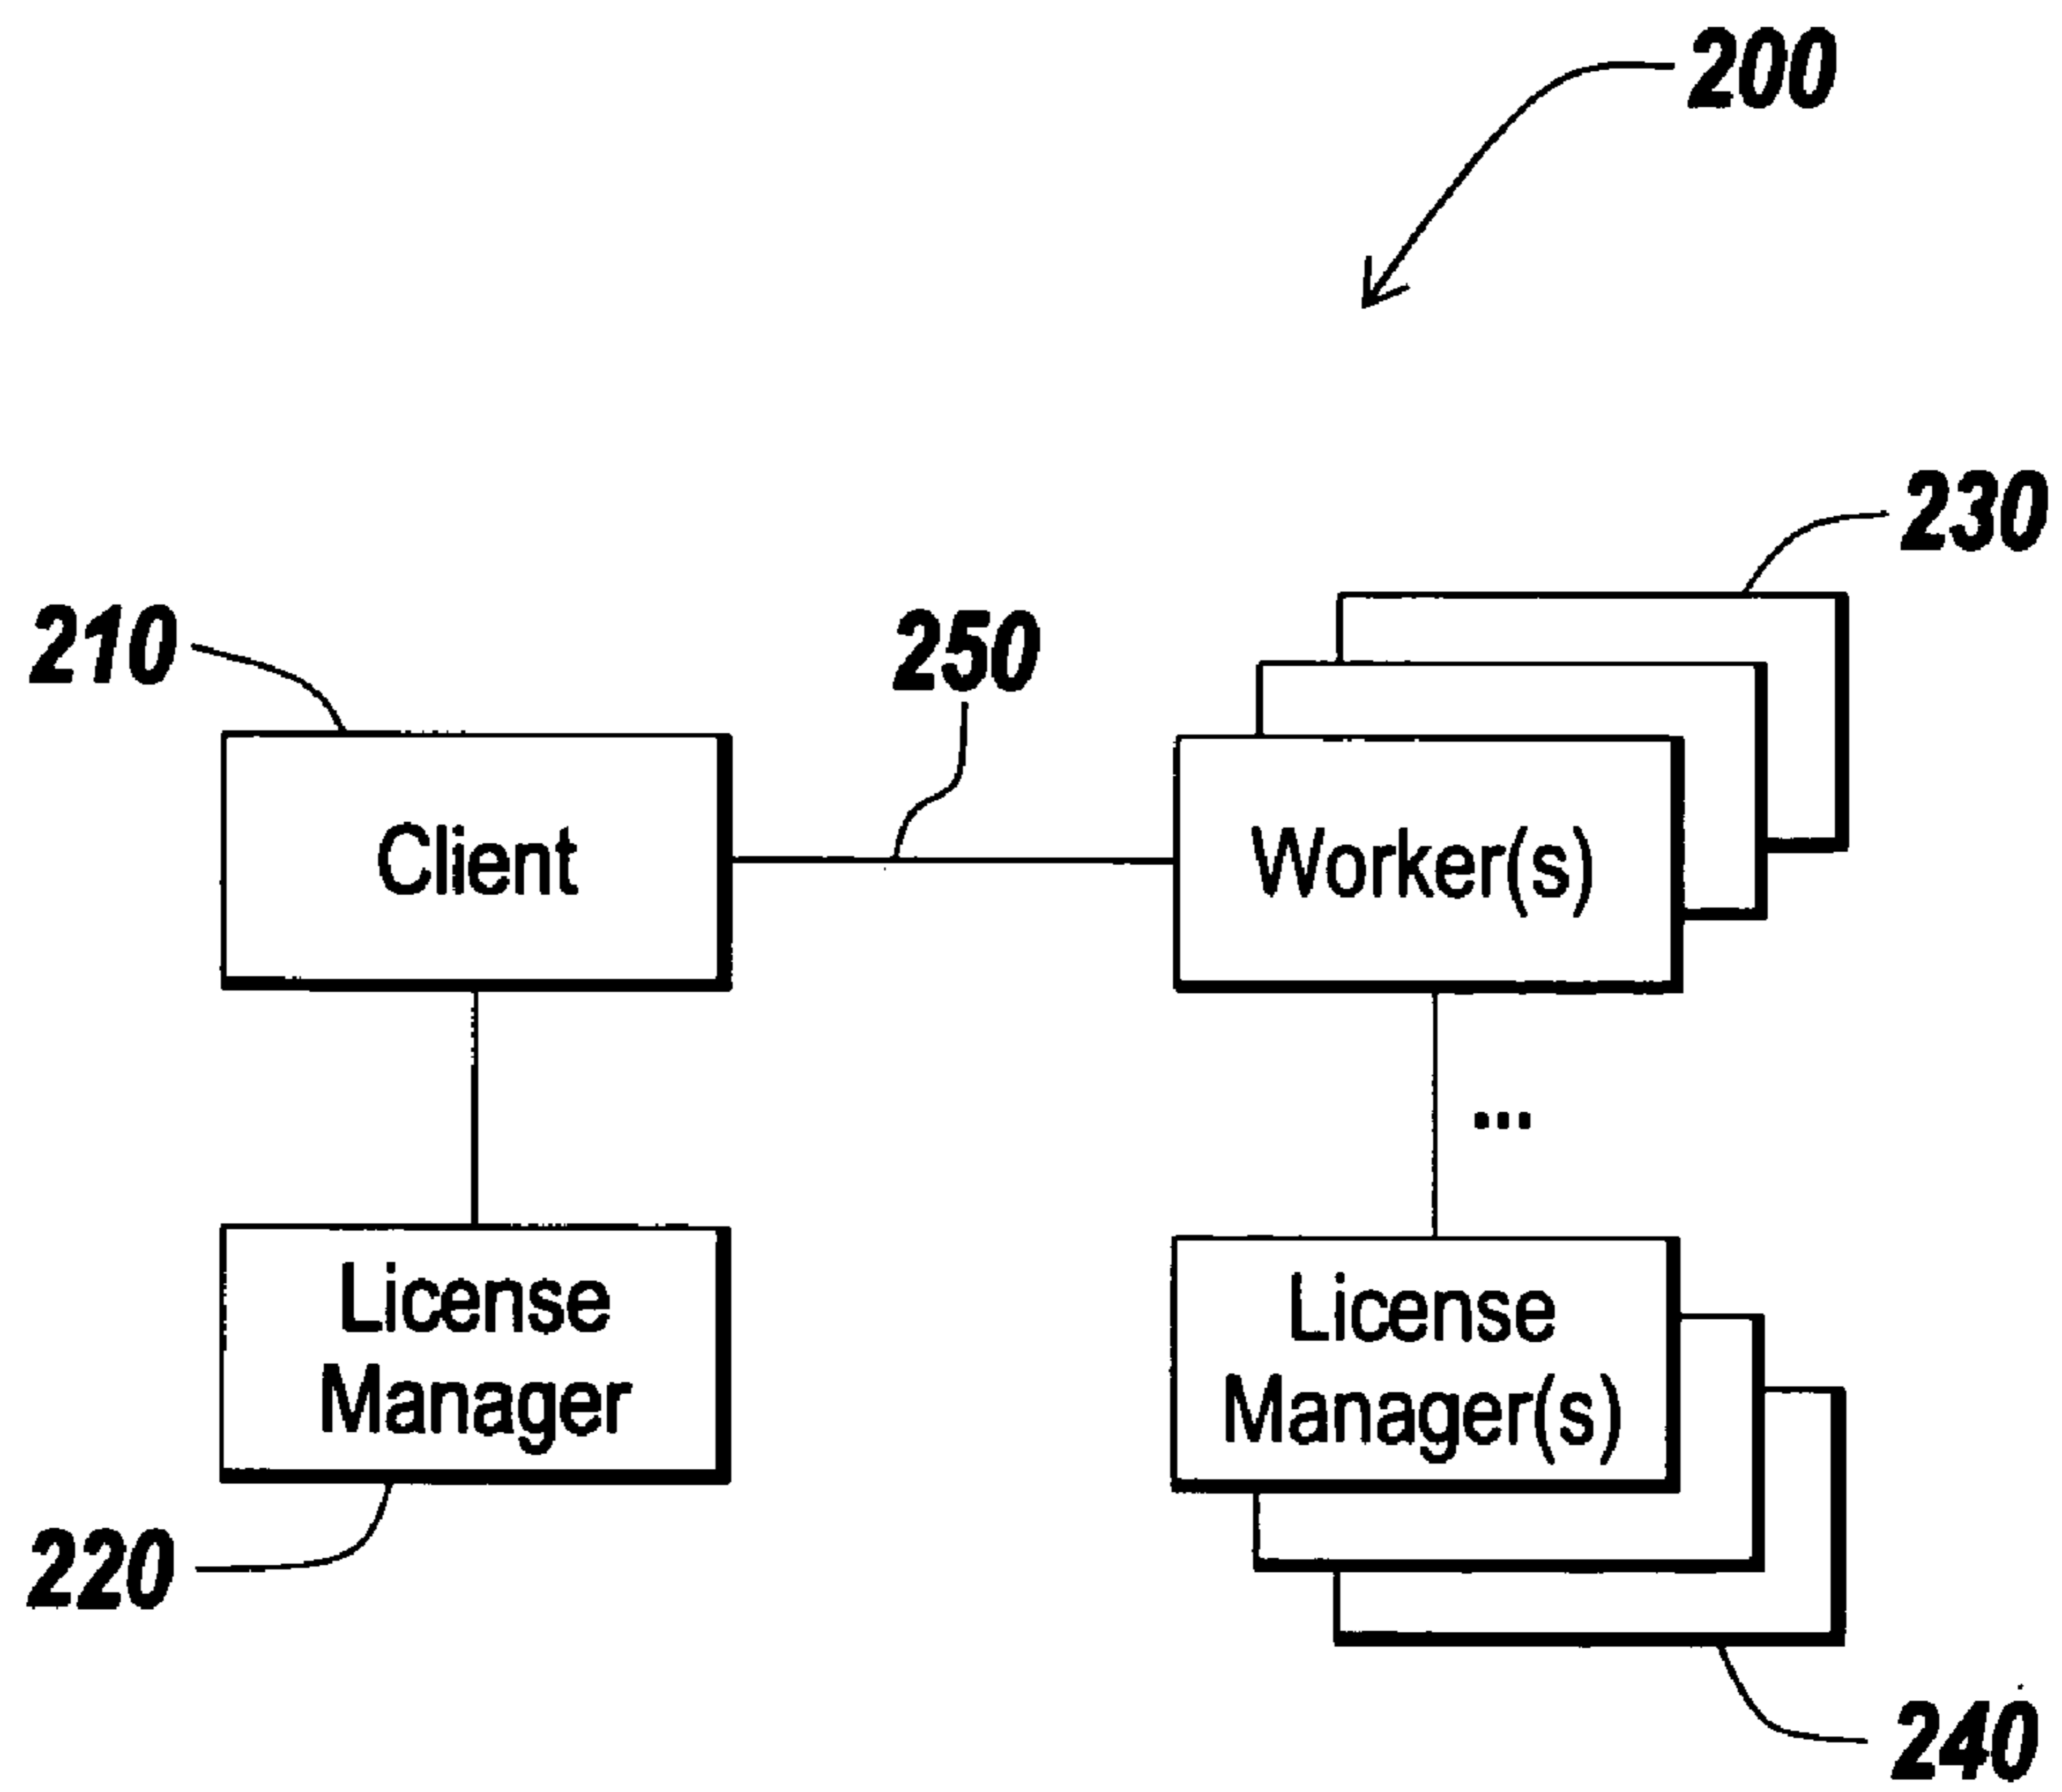 200
230
210
250
Client
Worker(s)
...
License
Manager
License
Manager(s)
220
240